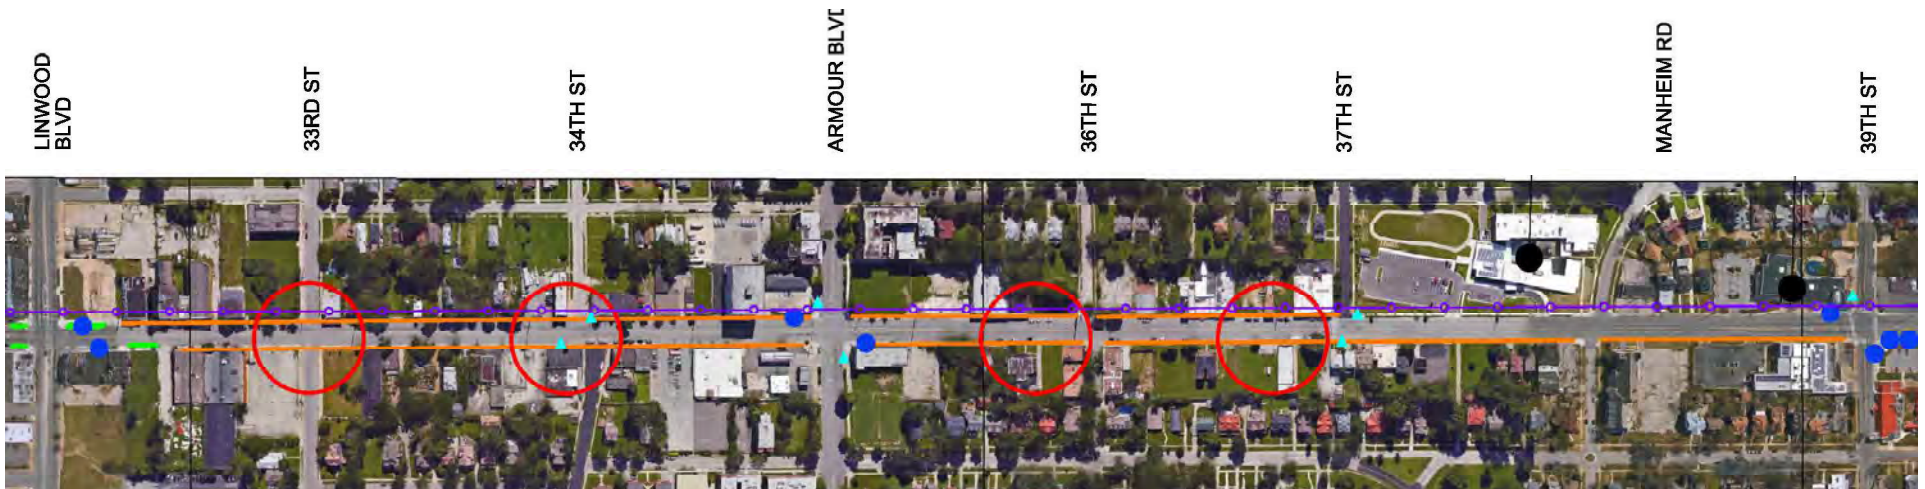 LINWOOD
BLVD
33RD ST
34TH ST
ARMOUR BLVD
36TH ST
37TH ST
MANHEIM RD
39TH ST